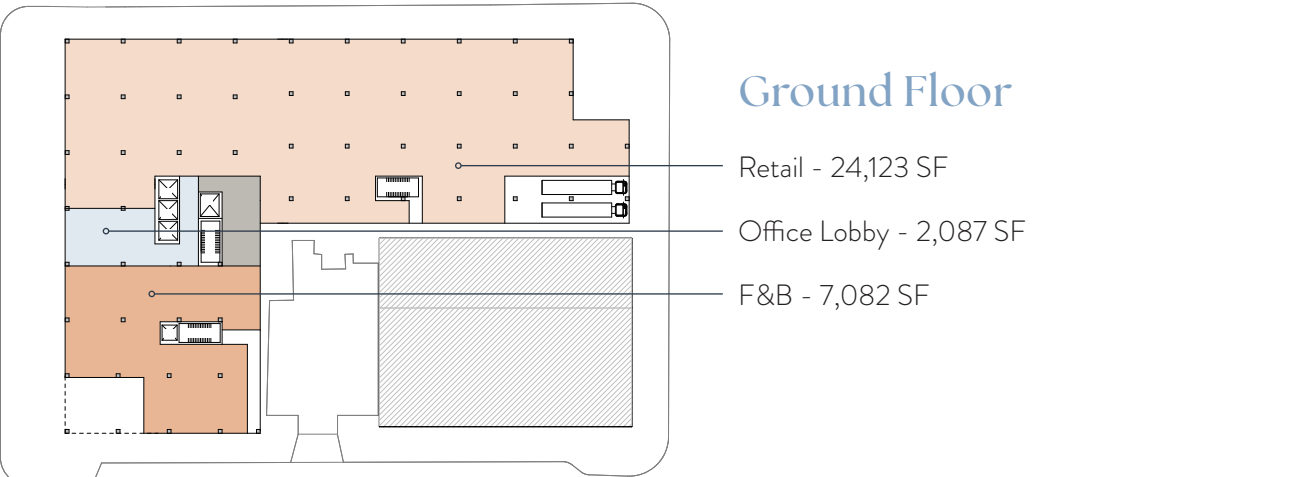 Ground Floor
Retail - 24,123 SF
Office Lobby - 2,087 SF
F&B - 7,082 SF